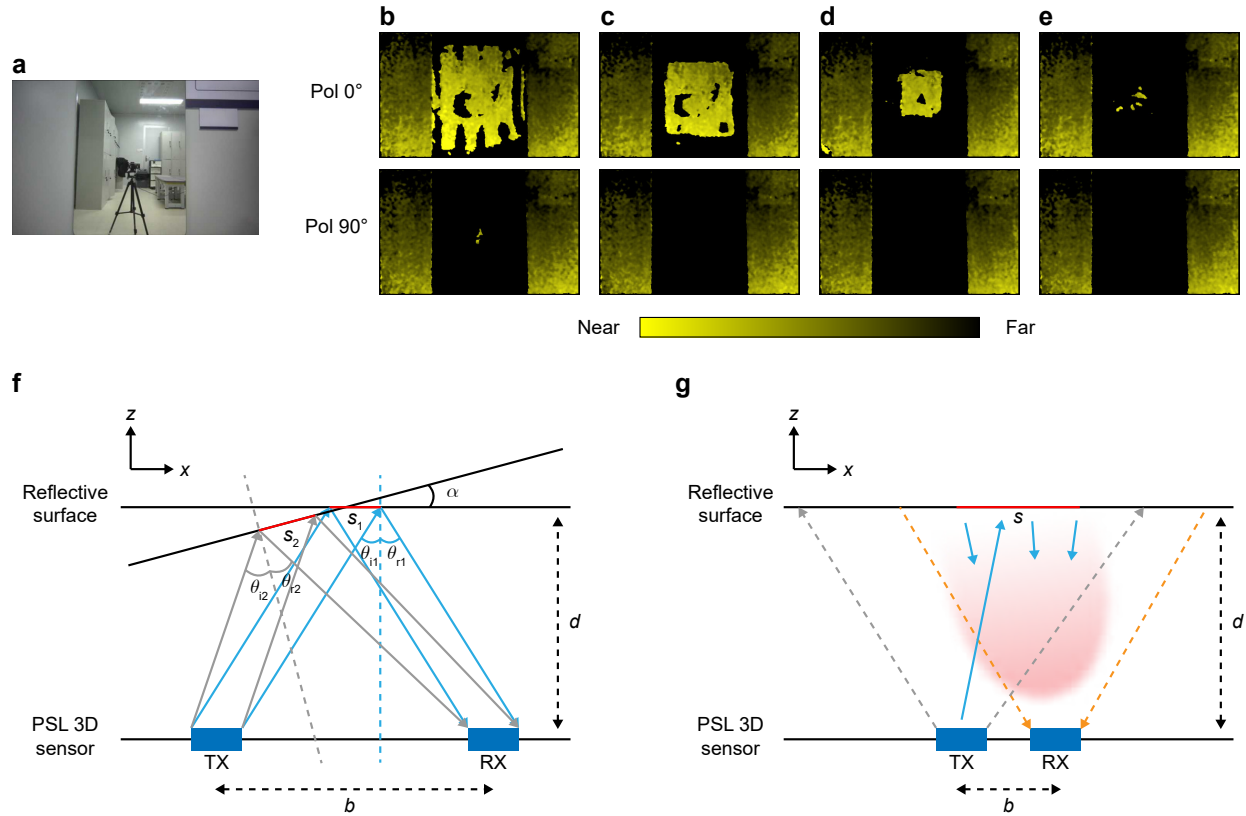 a
b
c
d
e
Pol 0°
Pol 90°
Near
Far
f
z
x
Reflective
surface
α
s1
s2
θi1
θr1
θi2
θr2
d
PSL 3D
sensor
TX
RX
b
g
z
x
Reflective
surface
s
d
PSL 3D
sensor
TX
RX
b